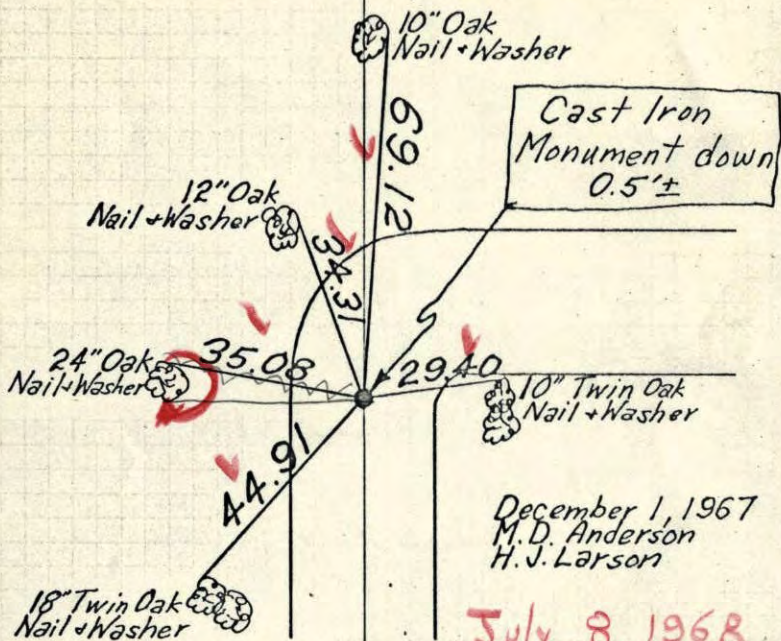 10" Oak
Nail + Washer
Cast Iron
Monument down
0.5'±
69.12
12" Oak
Nail + Washer
34.31
24" Oak
Nail + Washer
35.08
29.40
10" Twin Oak
Nail + Washer
44.91
December 1, 1967
M.D. Anderson
H.J. Larson
18" Twin Oak
Nail + Washer
July 8 1968